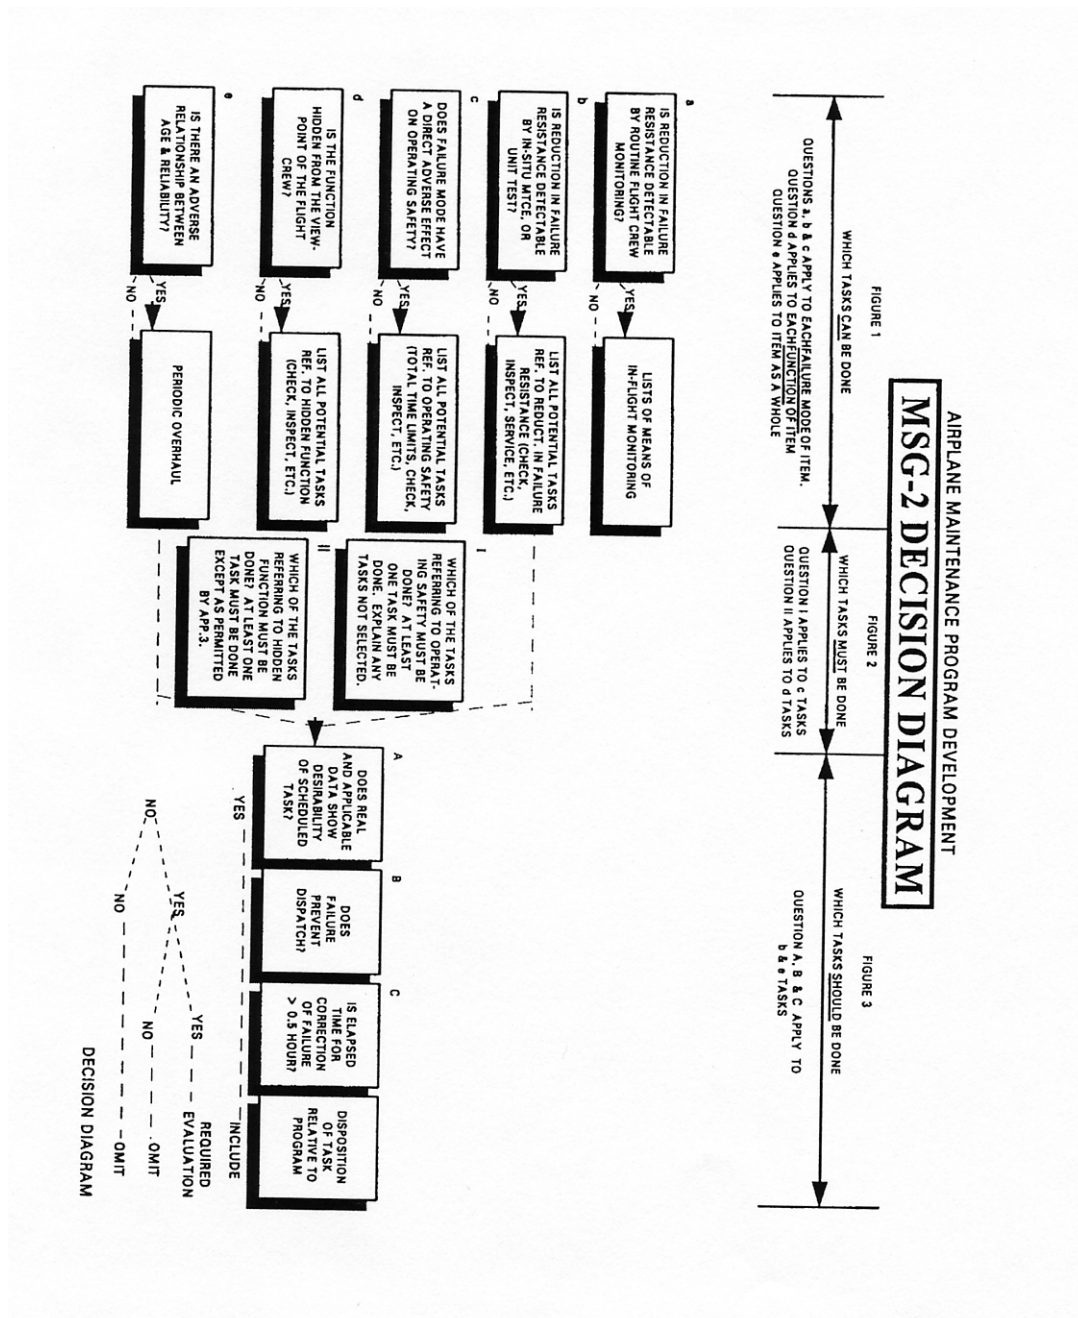 AIRPLANE MAINTENANCE PROGRAM DEVELOPMENT
MSG-2 DECISION DIAGRAM
FIGURE 1
WHICH TASKS CAN BE DONE
QUESTIONS a, b & c APPLY TO EACHFAILURE MODE OF ITEM.
QUESTION d APPLIES TO EACHFUNCTION OF ITEM
QUESTION e APPLIES TO ITEM AS A WHOLE
FIGURE 2
WHICH TASKS MUST BE DONE
QUESTION I APPLIES TO c TASKS
QUESTION II APPLIES TO d TASKS
FIGURE 3
WHICH TASKS SHOULD BE DONE
QUESTION A, B & C APPLY TO
b & e TASKS
a
IS REDUCTION IN FAILURE
RESISTANCE DETECTABLE
BY ROUTINE FLIGHT CREW
MONITORING?
YES
NO
LISTS OF MEANS OF
IN-FLIGHT MONITORING
b
IS REDUCTION IN FAILURE
RESISTANCE DETECTABLE
BY IN-SITU MTCE, OR
UNIT TEST?
YES
NO
LIST ALL POTENTIAL TASKS
REF. TO REDUCT. IN FAILURE
RESISTANCE (CHECK,
INSPECT, SERVICE, ETC.)
c
DOES FAILURE MODE HAVE
A DIRECT ADVERSE EFFECT
ON OPERATING SAFETY?
YES
NO
LIST ALL POTENTIAL TASKS
REF. TO OPERATING SAFETY
(TOTAL TIME LIMITS, CHECK,
INSPECT, ETC.)
d
IS THE FUNCTION
HIDDEN FROM THE VIEW-
POINT OF THE FLIGHT
CREW?
YES
NO
LIST ALL POTENTIAL TASKS
REF. TO HIDDEN FUNCTION
(CHECK, INSPECT, ETC.)
e
IS THERE AN ADVERSE
RELATIONSHIP BETWEEN
AGE & RELIABILITY?
YES
NO
PERIODIC OVERHAUL
I
WHICH OF THE TASKS
REFERRING TO OPERAT-
ING SAFETY MUST BE
DONE? AT LEAST
ONE TASK MUST BE
DONE. EXPLAIN ANY
TASKS NOT SELECTED.
II
WHICH OF THE TASKS
REFERRING TO HIDDEN
FUNCTION MUST BE
DONE? AT LEAST ONE
TASK MUST BE DONE
EXCEPT AS PERMITTED
BY APP.3.
A
DOES REAL
AND APPLICABLE
DATA SHOW
DESIRABILITY
OF SCHEDULED
TASK?
B
DOES
FAILURE
PREVENT
DISPATCH?
C
IS ELAPSED
TIME FOR
CORRECTION
OF FAILURE
> 0.5 HOUR?
DISPOSITION
OF TASK
RELATIVE TO
PROGRAM
YES
INCLUDE
YES
YES
REQUIRED
EVALUATION
NO
NO
OMIT
NO
OMIT
DECISION DIAGRAM